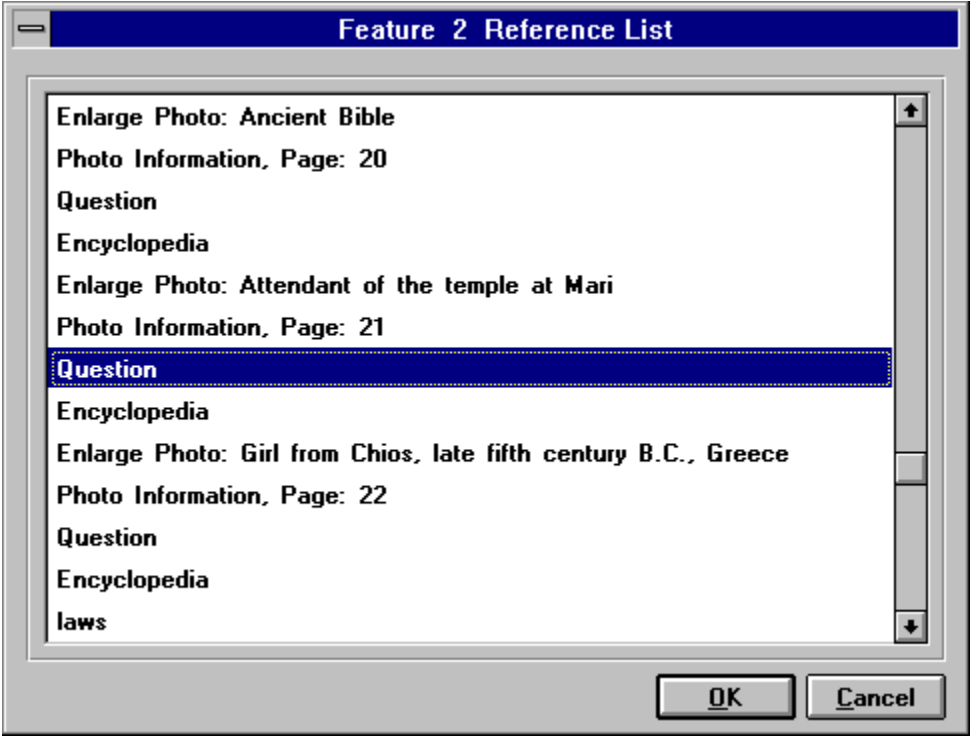 Feature 2 Reference List
Enlarge Photo: Ancient Bible
Photo Information, Page: 20
Question
Encyclopedia
Enlarge Photo: Attendant of the temple at Mari
Photo Information, Page: 21
Question
Encyclopedia
Enlarge Photo: Girl from Chios, late fifth century B.C., Greece
Photo Information, Page: 22
Question
Encyclopedia
laws
OK Cancel